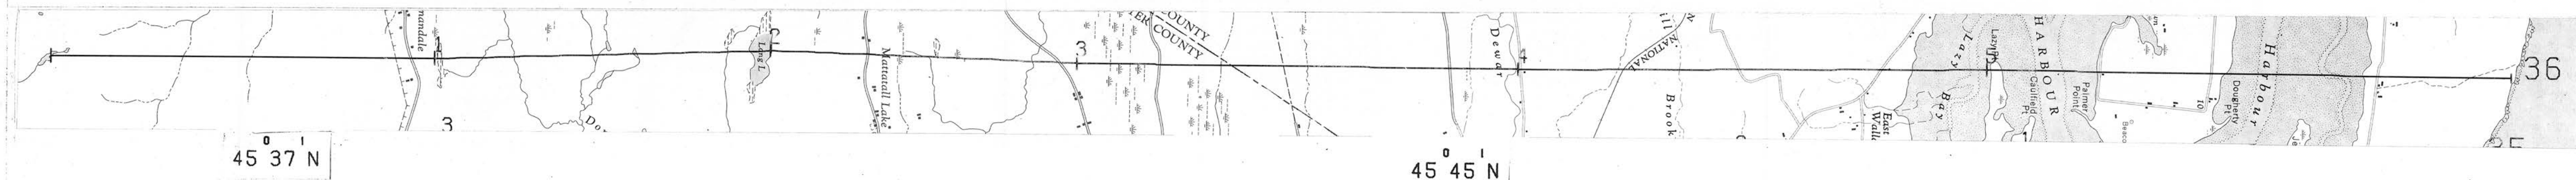 nandale
3
Long L.
Mattatall Lake
3
COUNTY
COUNTY
Dewar
NATIONAL
Brook
East
Lazy
Bay
HARBOUR
Caulfield
Pt
Palmer
Point
10
Dougherty
Pt
Harbour
36
45° 37' N
45° 45' N